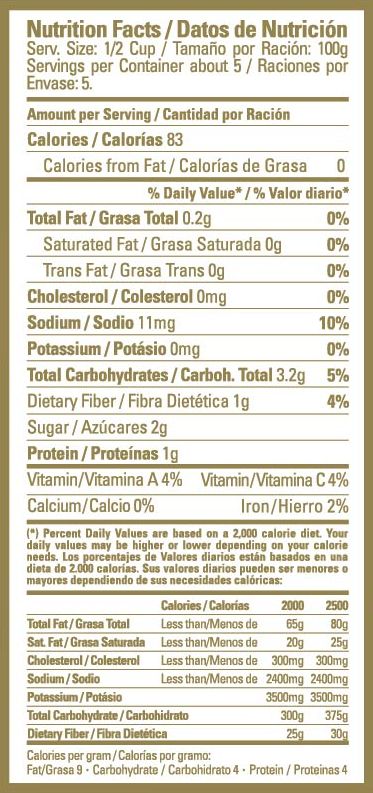 Nutrition Facts / Datos de Nutrición
Serv. Size: 1/2 Cup / Tamaño por Ración: 100g
Servings per Container about 5 / Raciones por
Envase: 5.
Amount per Serving / Cantidad por Ración
Calories / Calorías 83
Calories from Fat / Calorías de Grasa 0
% Daily Value* / % Valor diario*
Total Fat / Grasa Total 0.2g 0%
Saturated Fat / Grasa Saturada 0g 0%
Trans Fat / Grasa Trans 0g 0%
Cholesterol / Colesterol 0mg 0%
Sodium / Sodio 11mg 10%
Potassium / Potásio 0mg 0%
Total Carbohydrates / Carboh. Total 3.2g 5%
Dietary Fiber / Fibra Dietética 1g 4%
Sugar / Azúcares 2g
Protein / Proteínas 1g
Vitamin/Vitamina A 4% Vitamin/Vitamina C 4%
Calcium/Calcio 0% Iron/Hierro 2%
(*) Percent Daily Values are based on a 2,000 calorie diet. Your
daily values may be higher or lower depending on your calorie
needs. Los porcentajes de Valores diarios están basados en una
dieta de 2.000 calorías. Sus valores diarios pueden ser menores o
mayores dependiendo de sus necesidades calóricas:
Calories / Calorías 2000 2500
Total Fat / Grasa Total Less than/Menos de 65g 80g
Sat. Fat / Grasa Saturada Less than/Menos de 20g 25g
Cholesterol / Colesterol Less than/Menos de 300mg 300mg
Sodium / Sodio Less than/Menos de 2400mg 2400mg
Potassium / Potásio 3500mg 3500mg
Total Carbohydrate / Carbohidrato 300g 375g
Dietary Fiber / Fibra Dietética 25g 30g
Calories per gram / Calorías por gramo:
Fat/Grasa 9 · Carbohydrate / Carbohidrato 4 · Protein / Proteinas 4